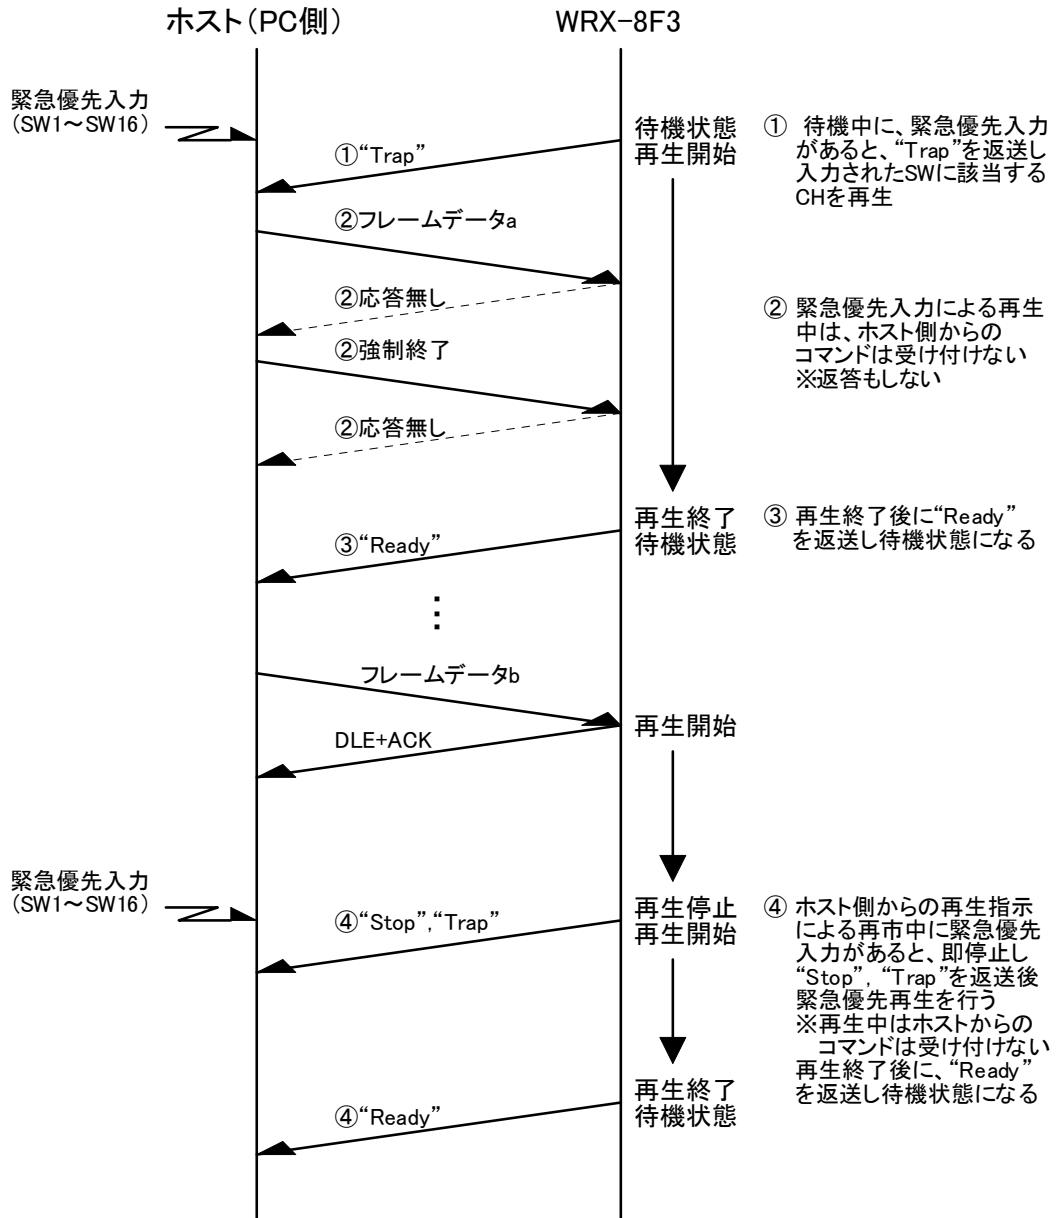 ホスト（PC側）
WRX-8F3
緊急優先入力
（SW1～SW16）
待機状態
再生開始
① 待機中に、緊急優先入力
があると、“Trap”を返送し
入力されたSWに該当する
CHを再生
①“Trap”
②フレームデータa
②応答無し
②強制終了
②応答無し
② 緊急優先入力による再生
中は、ホスト側からの
コマンドは受け付けない
※返答もしない
再生終了
待機状態
③ 再生終了後に“Ready”
を返送し待機状態になる
③“Ready”
フレームデータb
再生開始
DLE+ACK
緊急優先入力
（SW1～SW16）
再生停止
再生開始
④“Stop”,“Trap”
④ ホスト側からの再生指示
による再市中に緊急優先
入力があると、即停止し
“Stop”, “Trap”を返送後
緊急優先再生を行う
※再生中はホストからの
コマンドは受け付けない
再生終了後に、“Ready”
を返送し待機状態になる
再生終了
待機状態
④“Ready”